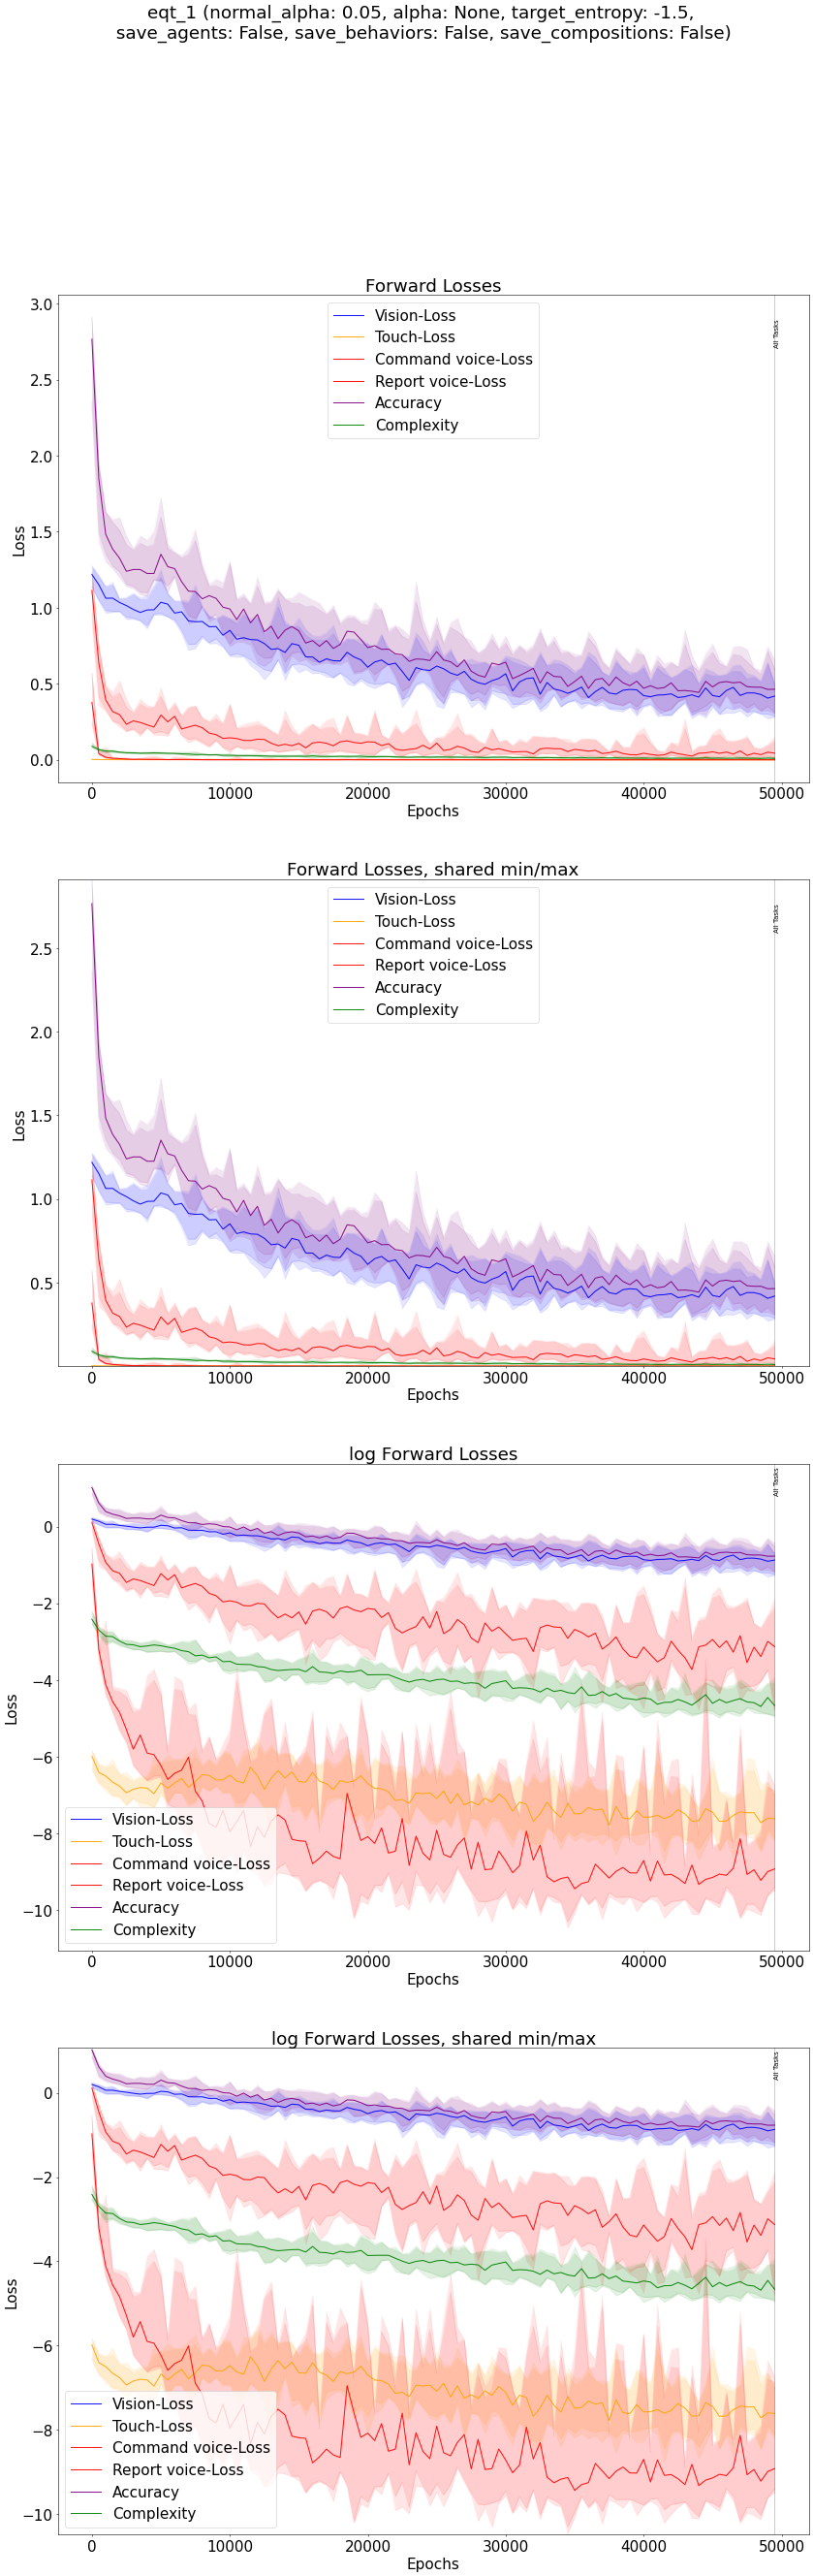 eqt_1 (normal_alpha: 0.05, alpha: None, target_entropy: -1.5,
save_agents: False, save_behaviors: False, save_compositions: False)
Forward Losses
3.0
2.5
2.0
1.5
1.0
0.5
0.0
Loss
Vision-Loss
Touch-Loss
Command voice-Loss
Report voice-Loss
Accuracy
Complexity
All Tasks
0 10000 20000 30000 40000 50000
Epochs
Forward Losses, shared min/max
2.5
2.0
1.5
1.0
0.5
Loss
Vision-Loss
Touch-Loss
Command voice-Loss
Report voice-Loss
Accuracy
Complexity
All Tasks
0 10000 20000 30000 40000 50000
Epochs
log Forward Losses
0
−2
−4
−6
−8
−10
Loss
Vision-Loss
Touch-Loss
Command voice-Loss
Report voice-Loss
Accuracy
Complexity
All Tasks
0 10000 20000 30000 40000 50000
Epochs
log Forward Losses, shared min/max
0
−2
−4
−6
−8
−10
Loss
Vision-Loss
Touch-Loss
Command voice-Loss
Report voice-Loss
Accuracy
Complexity
All Tasks
0 10000 20000 30000 40000 50000
Epochs